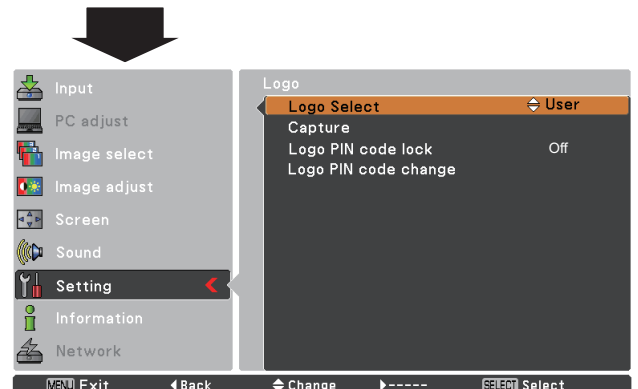 Input
PC adjust
Image select
Image adjust
Screen
Sound
Setting
Information
Network
Logo
Logo Select User
Capture
Logo PIN code lock Off
Logo PIN code change
MENU Exit Back Change ----- SELECT Select